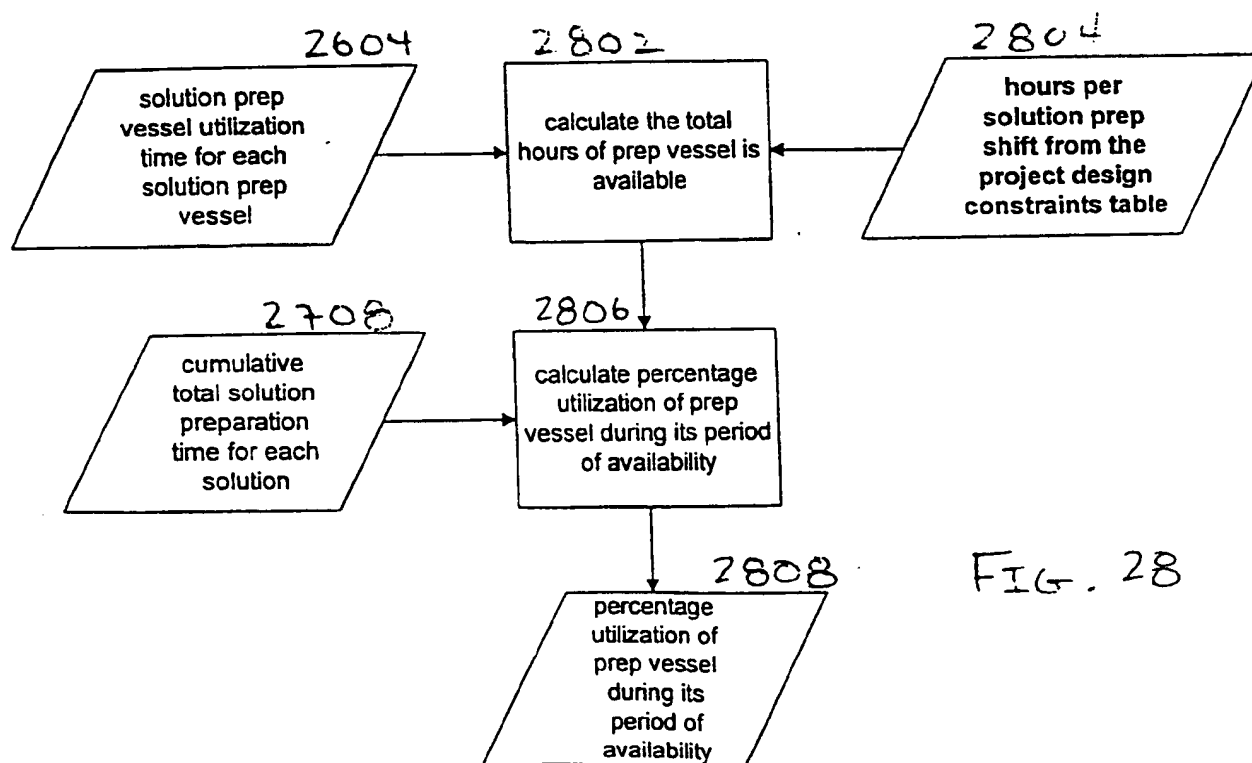 2604
solution prep
vessel utilization
time for each
solution prep
vessel
2802
calculate the total
hours of prep vessel is
available
2804
hours per
solution prep
shift from the
project design
constraints table
2708
cumulative
total solution
preparation
time for each
solution
2806
calculate percentage
utilization of prep
vessel during its period
of availability
2808
percentage
utilization of
prep vessel
during its
period of
availability
FIG. 28